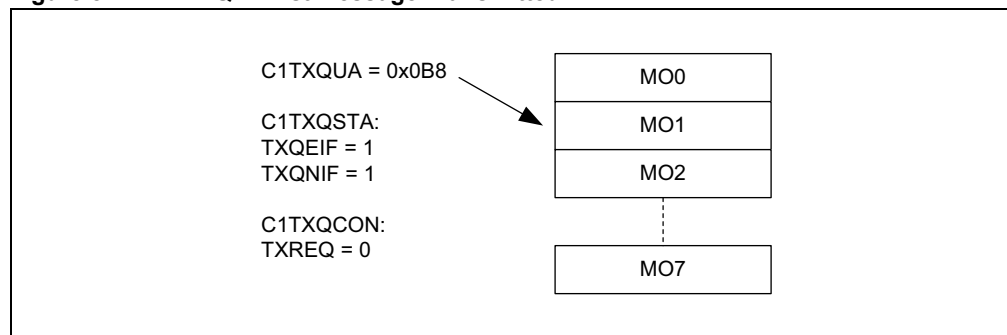 C1TXQUA = 0x0B8
C1TXQSTA:
TXQEIF = 1
TXQNIF = 1
C1TXQCON:
TXREQ = 0
MO0
MO1
MO2
MO7